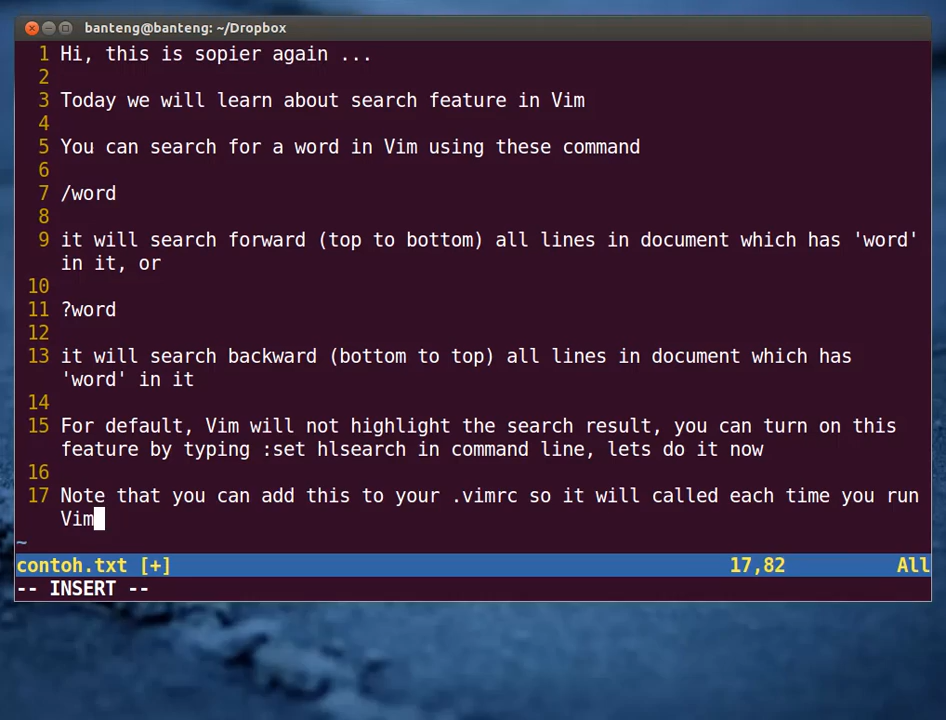 banteng@banteng: ~/Dropbox
1 Hi, this is sopier again ...
2
3 Today we will learn about search feature in Vim
4
5 You can search for a word in Vim using these command
6
7 /word
8
9 it will search forward (top to bottom) all lines in document which has 'word'
in it, or
10
11 ?word
12
13 it will search backward (bottom to top) all lines in document which has
'word' in it
14
15 For default, Vim will not highlight the search result, you can turn on this
feature by typing :set hlsearch in command line, lets do it now
16
17 Note that you can add this to your .vimrc so it will called each time you run
Vim
~
contoh.txt [+] 17,82 All
-- INSERT --